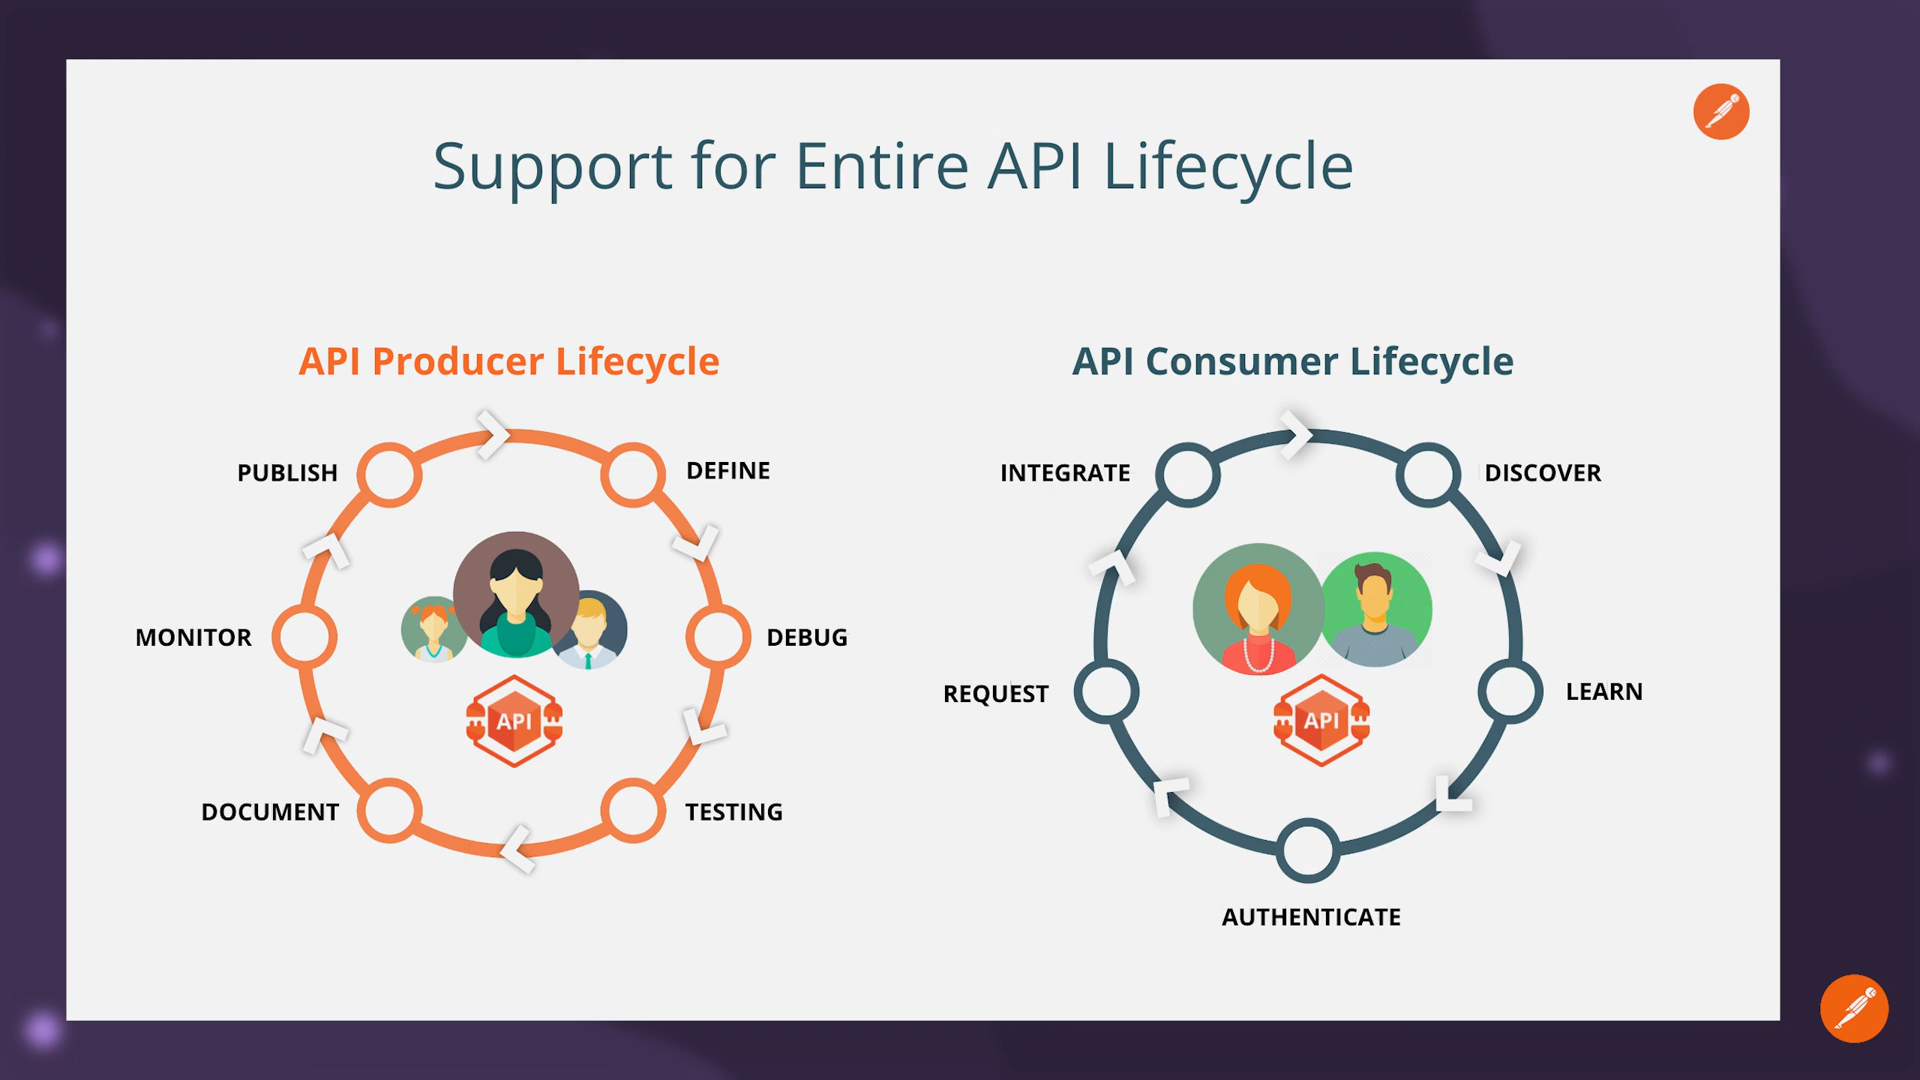 Support for Entire API Lifecycle
API Producer Lifecycle
PUBLISH
DEFINE
MONITOR
DEBUG
API
DOCUMENT
TESTING
API Consumer Lifecycle
INTEGRATE
DISCOVER
REQUEST
LEARN
API
AUTHENTICATE